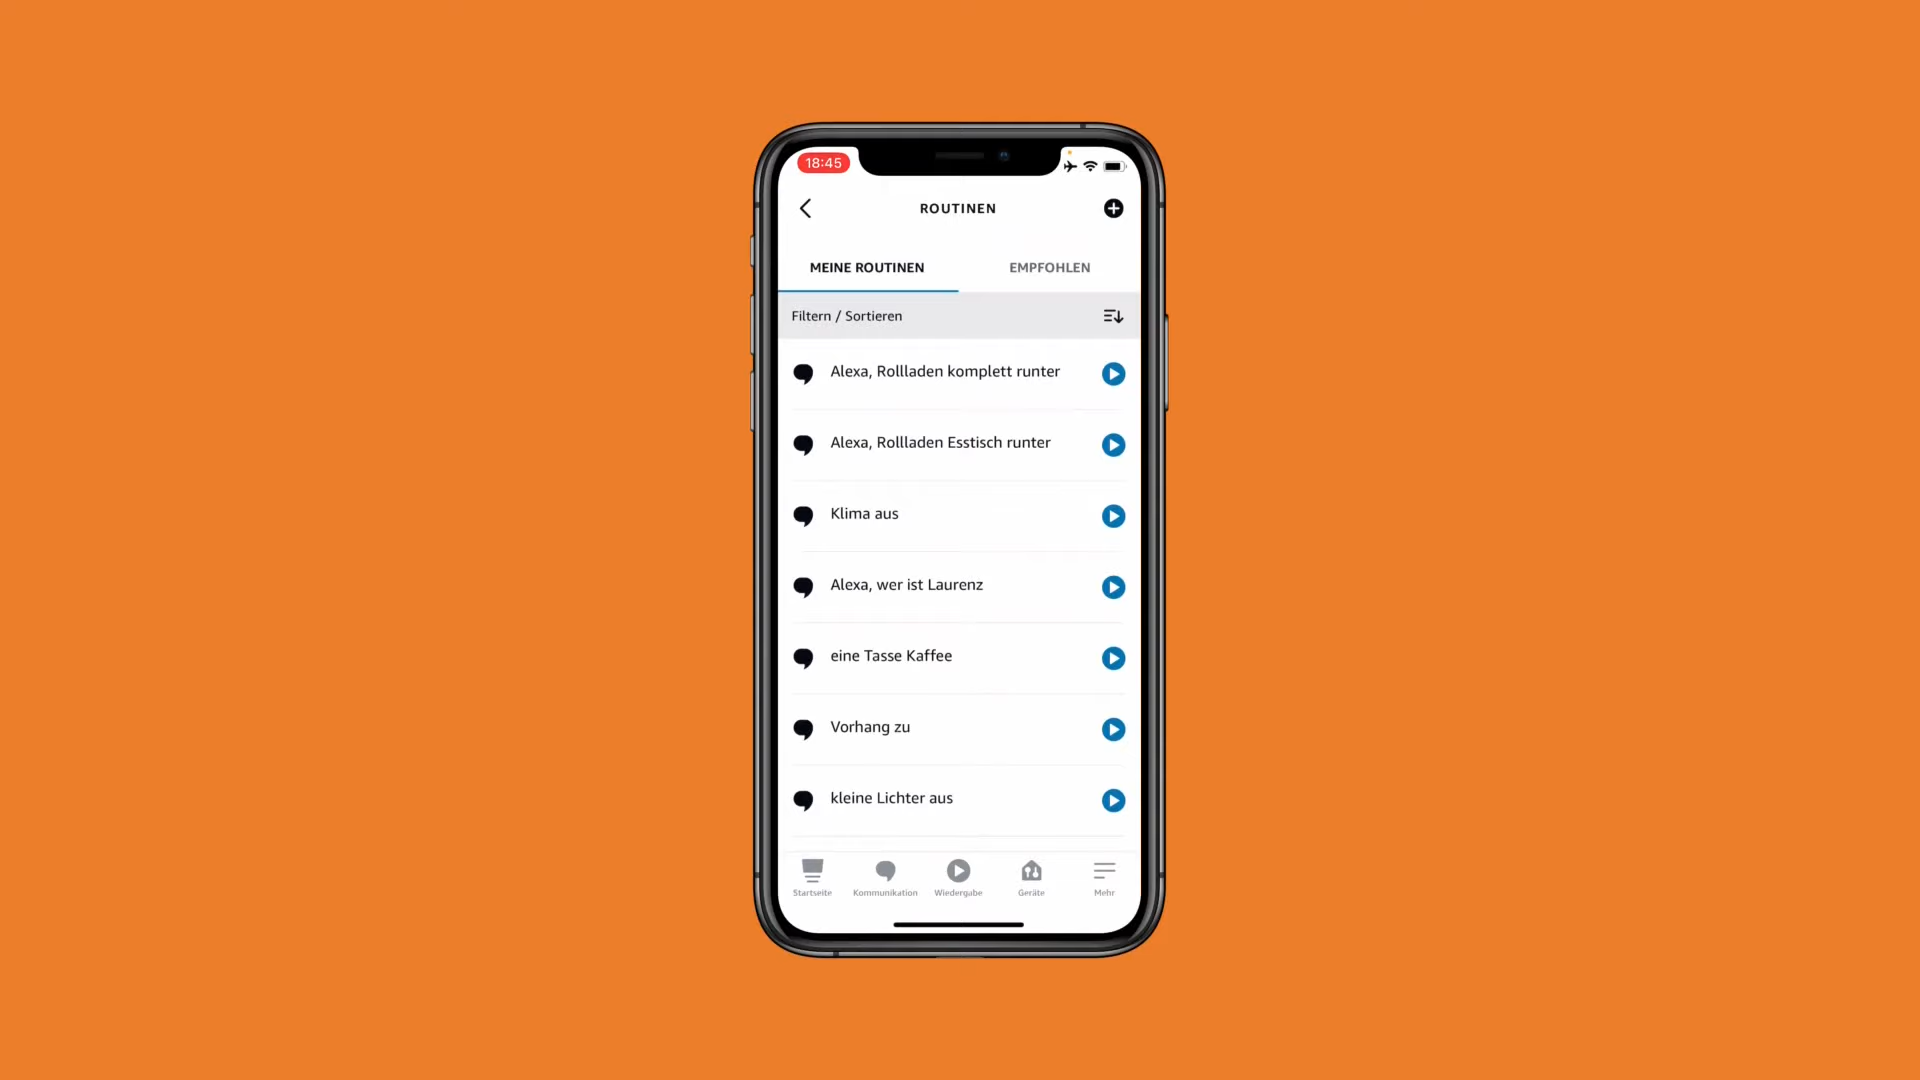 18:45
ROUTINEN
MEINE ROUTINEN
EMPFOHLEN
Filtern / Sortieren
Alexa, Rollladen komplett runter
Alexa, Rollladen Esstisch runter
Klima aus
Alexa, wer ist Laurenz
eine Tasse Kaffee
Vorhang zu
kleine Lichter aus
Startseite
Kommunikation
Wiedergabe
Geräte
Mehr